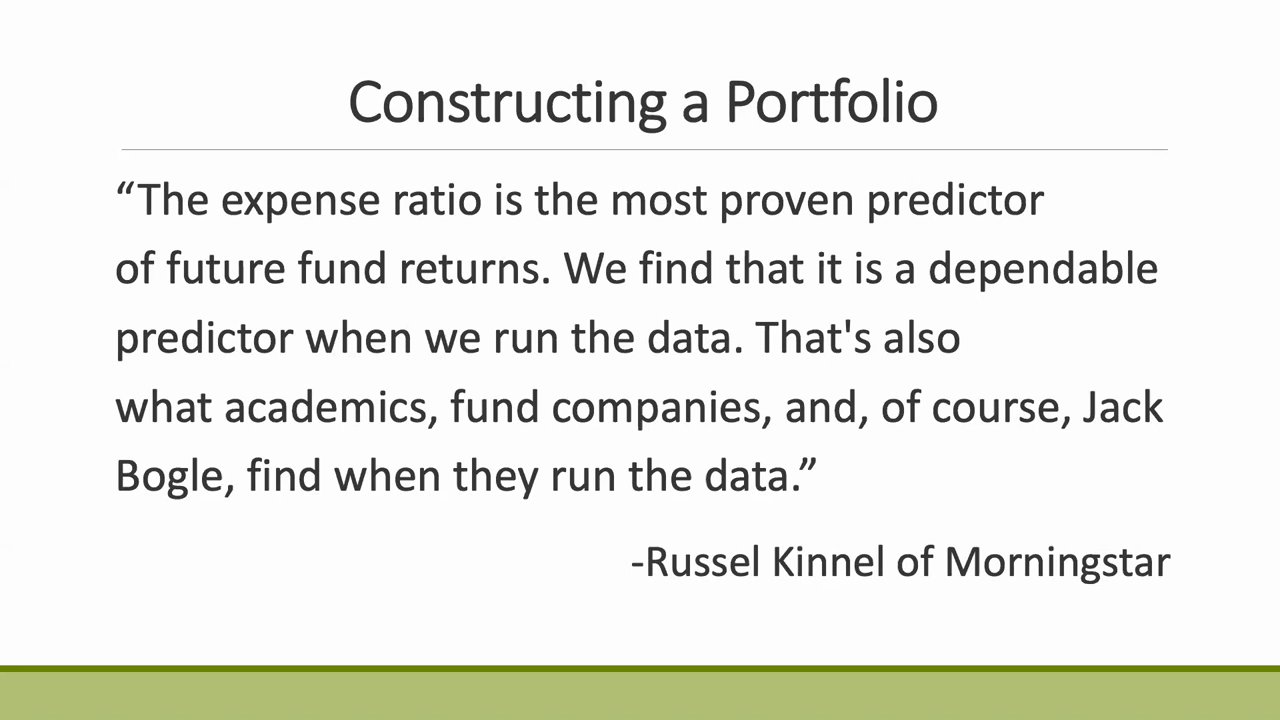 Constructing a Portfolio
“The expense ratio is the most proven predictor
of future fund returns. We find that it is a dependable
predictor when we run the data. That's also
what academics, fund companies, and, of course, Jack
Bogle, find when they run the data.”
-Russel Kinnel of Morningstar